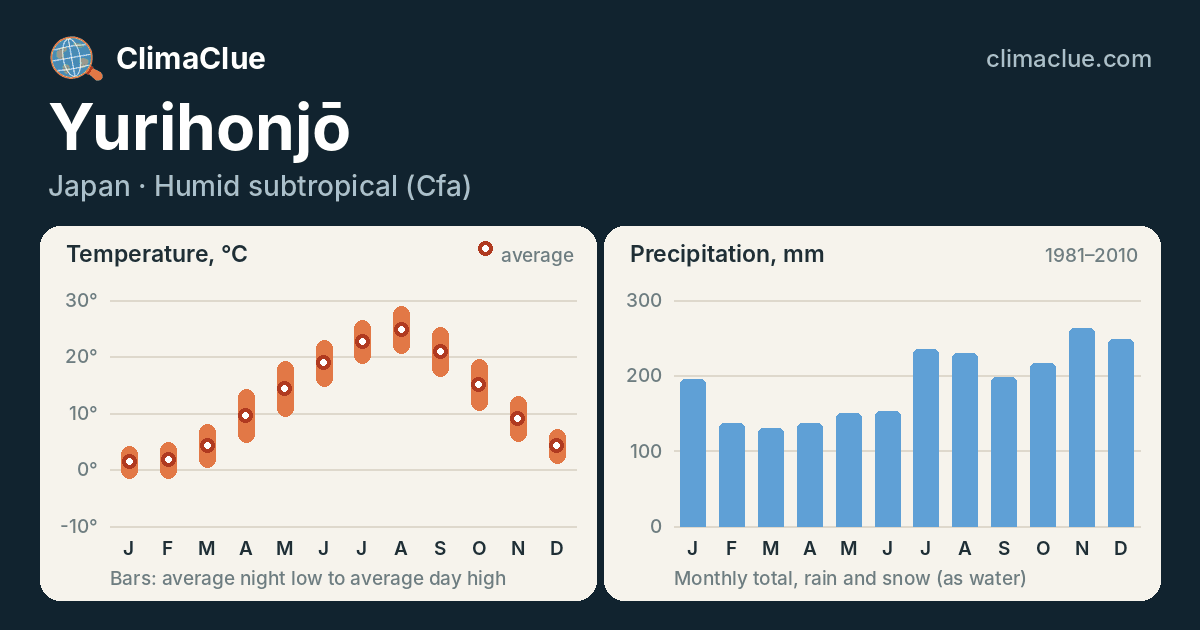 ClimaClue
climaclue.com
Yurihonjō
Japan · Humid subtropical (Cfa)
Temperature, °C
average
30°
20°
10°
0°
-10°
J F M A M J J A S O N D
Bars: average night low to average day high
Precipitation, mm
1981–2010
300
200
100
0
J F M A M J J A S O N D
Monthly total, rain and snow (as water)